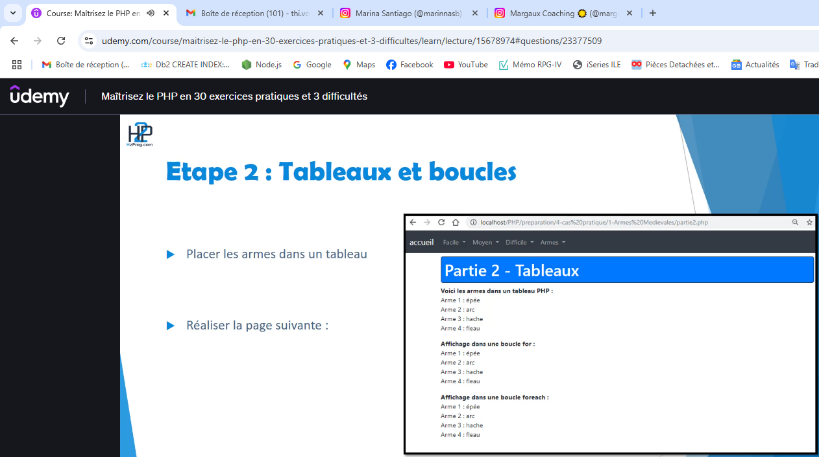 Course: Maîtrisez le PHP en
Boîte de réception (101) - thi.vo
Marina Santiago (@marinnasb)
Margaux Coaching 🌻 (@marg
udemy.com/course/maitrisez-le-php-en-30-exercices-pratiques-et-3-difficultes/learn/lecture/15678974#questions/23377509
Boîte de réception (...
Db2 CREATE INDEX:...
Node.js
Google
Maps
Facebook
YouTube
Mémo RPG-IV
iSeries ILE
Pièces Detachées et...
Actualités
Trad
ûdemy
Maîtrisez le PHP en 30 exercices pratiques et 3 difficultés
H2P
H2Prog.com
Etape 2 : Tableaux et boucles
Placer les armes dans un tableau
Réaliser la page suivante :
localhost/PHP/preparation/4-cas%20pratique/1-Armes%20Medievales/partie2.php
accueil Facile Moyen Difficile Armes
Partie 2 - Tableaux
Voici les armes dans un tableau PHP :
Arme 1 : épée
Arme 2 : arc
Arme 3 : hache
Arme 4 : fleau
Affichage dans une boucle for :
Arme 1 : épée
Arme 2 : arc
Arme 3 : hache
Arme 4 : fleau
Affichage dans une boucle foreach :
Arme 1 : épée
Arme 2 : arc
Arme 3 : hache
Arme 4 : fleau